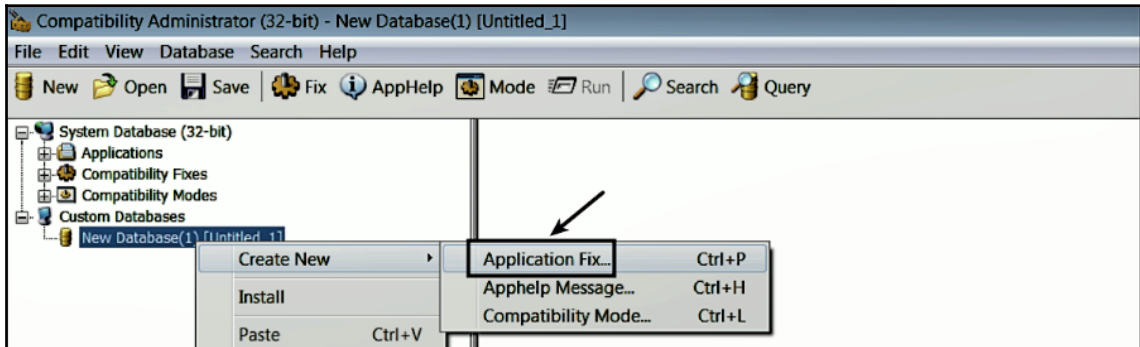 Compatibility Administrator (32-bit) - New Database(1) [Untitled_1]
File Edit View Database Search Help
New Open Save Fix AppHelp Mode Run Search Query
System Database (32-bit)
Applications
Compatibility Fixes
Compatibility Modes
Custom Databases
New Database(1) [Untitled_1]
Create New
Application Fix... Ctrl+P
Install
Apphelp Message... Ctrl+H
Compatibility Mode... Ctrl+L
Paste Ctrl+V